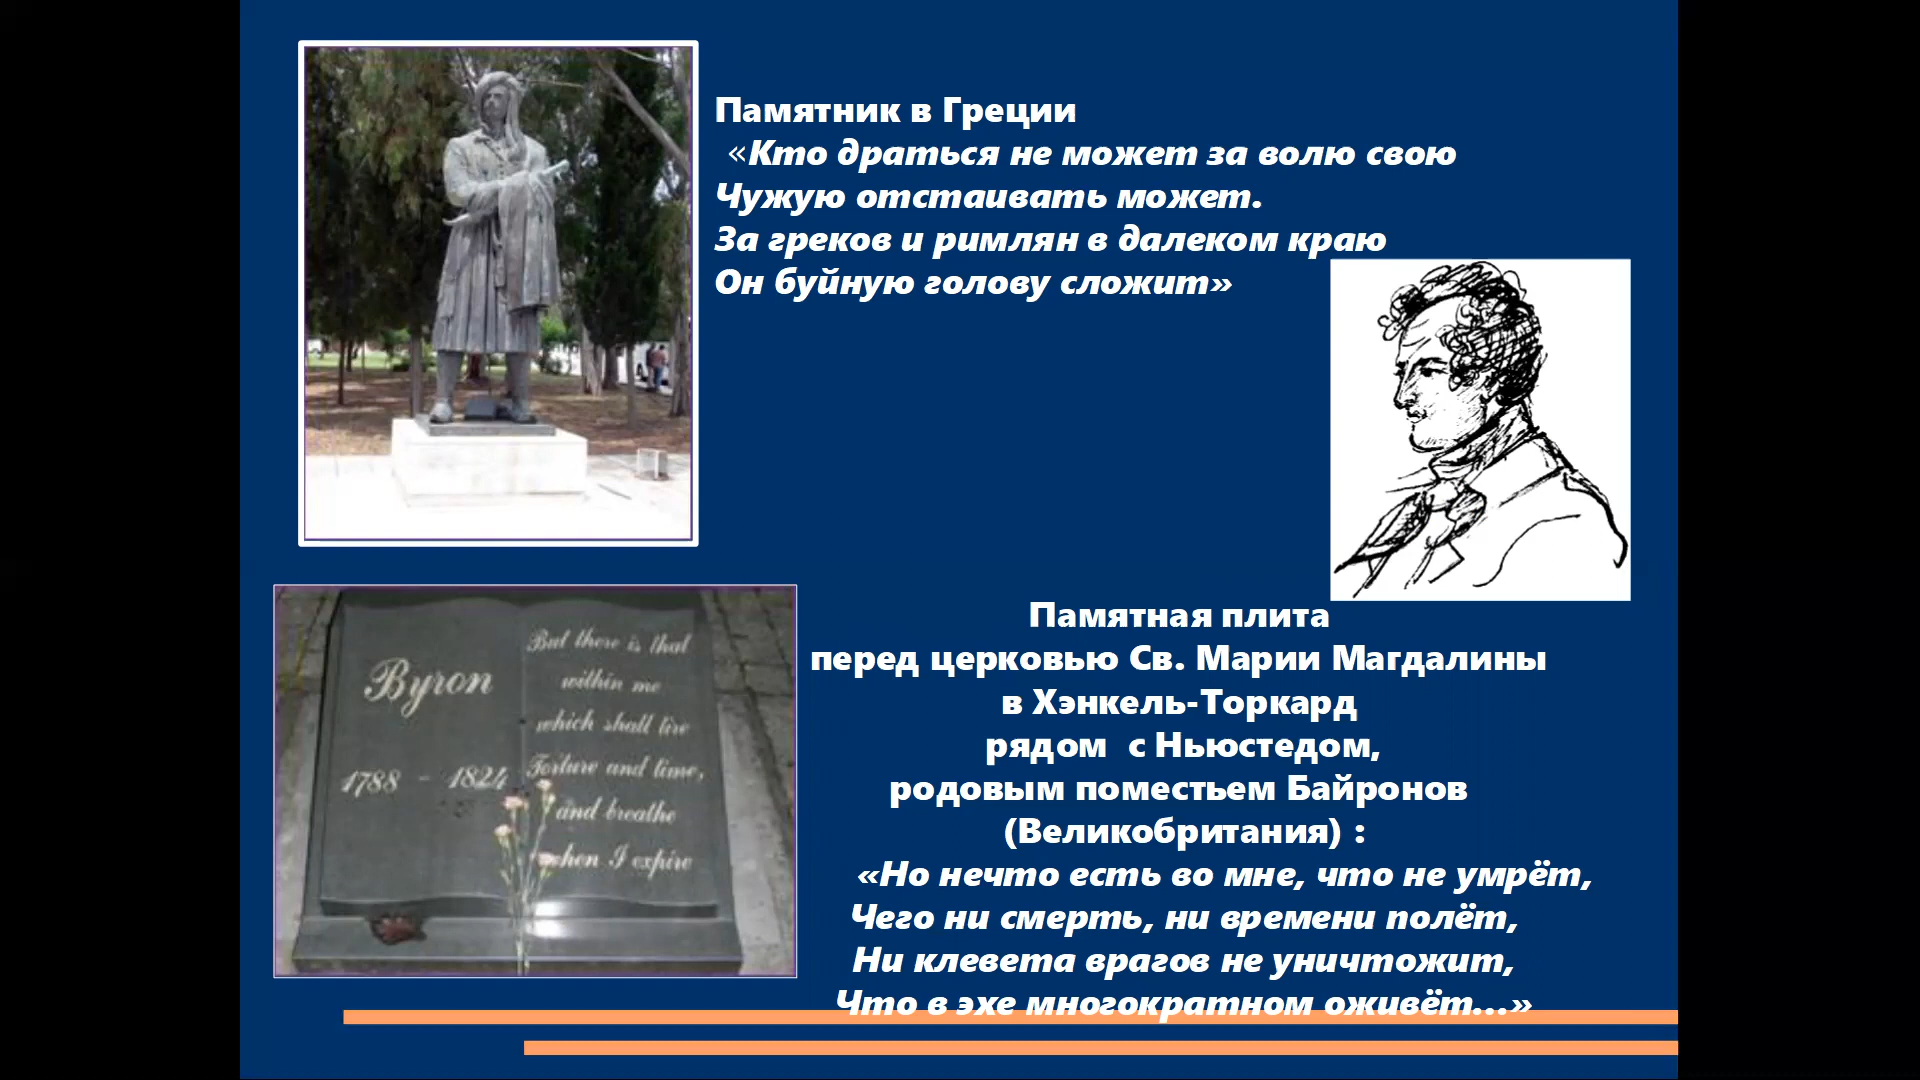 Памятник в Греции
«Кто драться не может за волю свою
Чужую отстаивать может.
За греков и римлян в далеком краю
Он буйную голову сложит»
Byron
1788 - 1824
But there is that
within me
which shall tire
Torture and time,
and breathe
when I expire
Памятная плита
перед церковью Св. Марии Магдалины
в Хэнкель-Торкард
рядом с Ньюстедом,
родовым поместьем Байронов
(Великобритания) :
«Но нечто есть во мне, что не умрёт,
Чего ни смерть, ни времени полёт,
Ни клевета врагов не уничтожит,
Что в эхе многократном оживёт...»